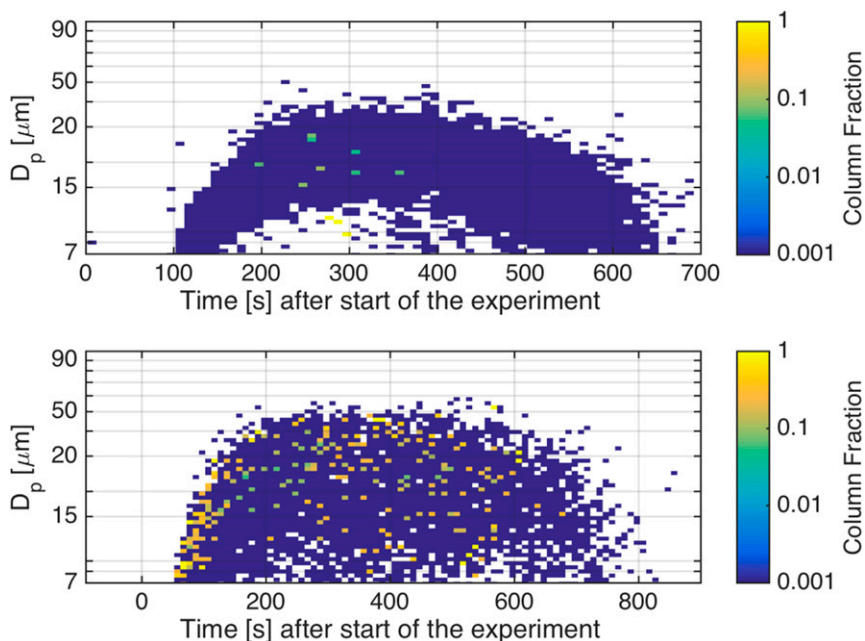 90
50
20
15
7
D_p [μm]
0 100 200 300 400 500 600 700
Time [s] after start of the experiment
1
0.1
0.01
0.001
Column Fraction
90
50
20
15
7
D_p [μm]
0 200 400 600 800
Time [s] after start of the experiment
1
0.1
0.01
0.001
Column Fraction